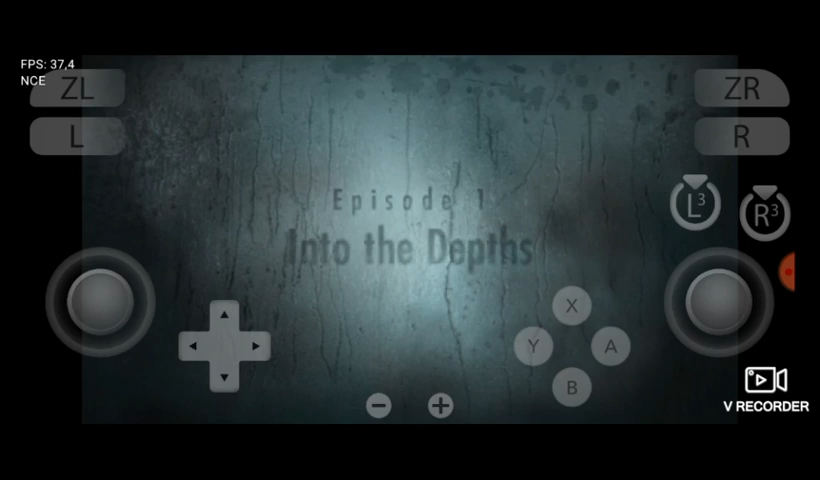 FPS: 37,4
NCE
ZL
ZR
L
R
L3
R3
Episode 1
Into the Depths
X
Y
A
B
V RECORDER